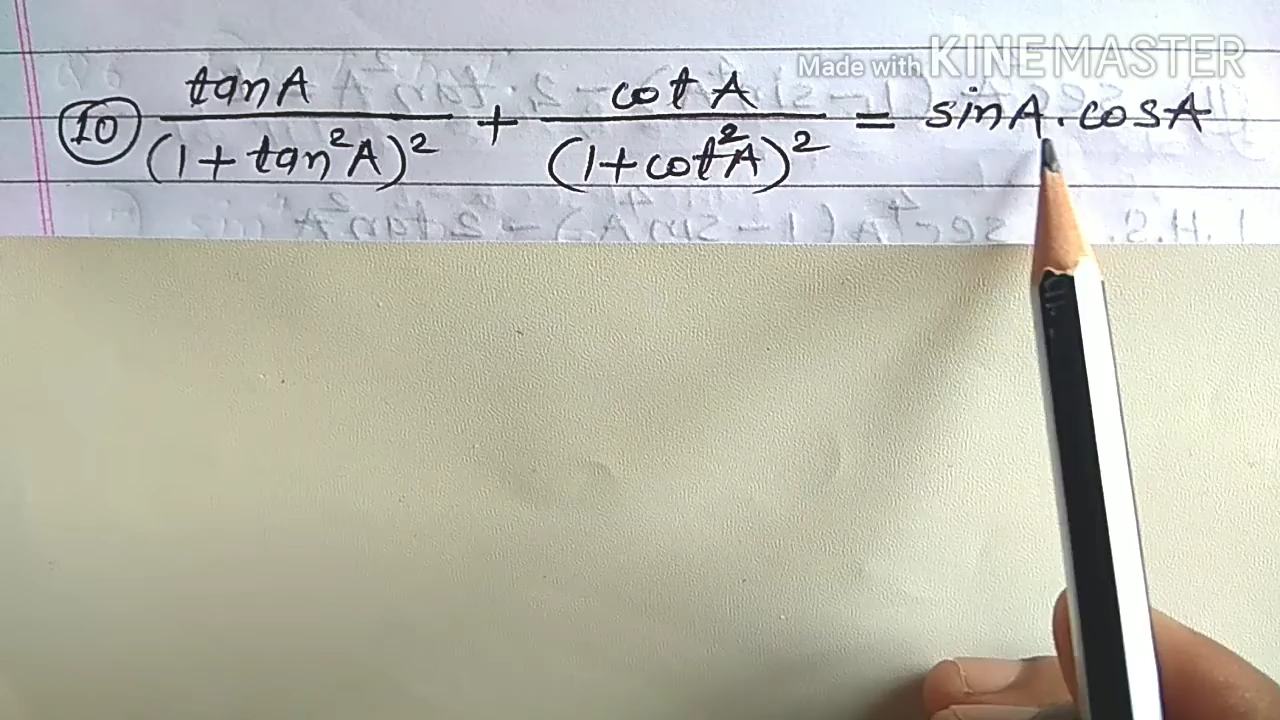 Made with KINEMASTER
(10) tanA/(1+tan²A)² + cotA/(1+cot²A)² = sinA.cosA